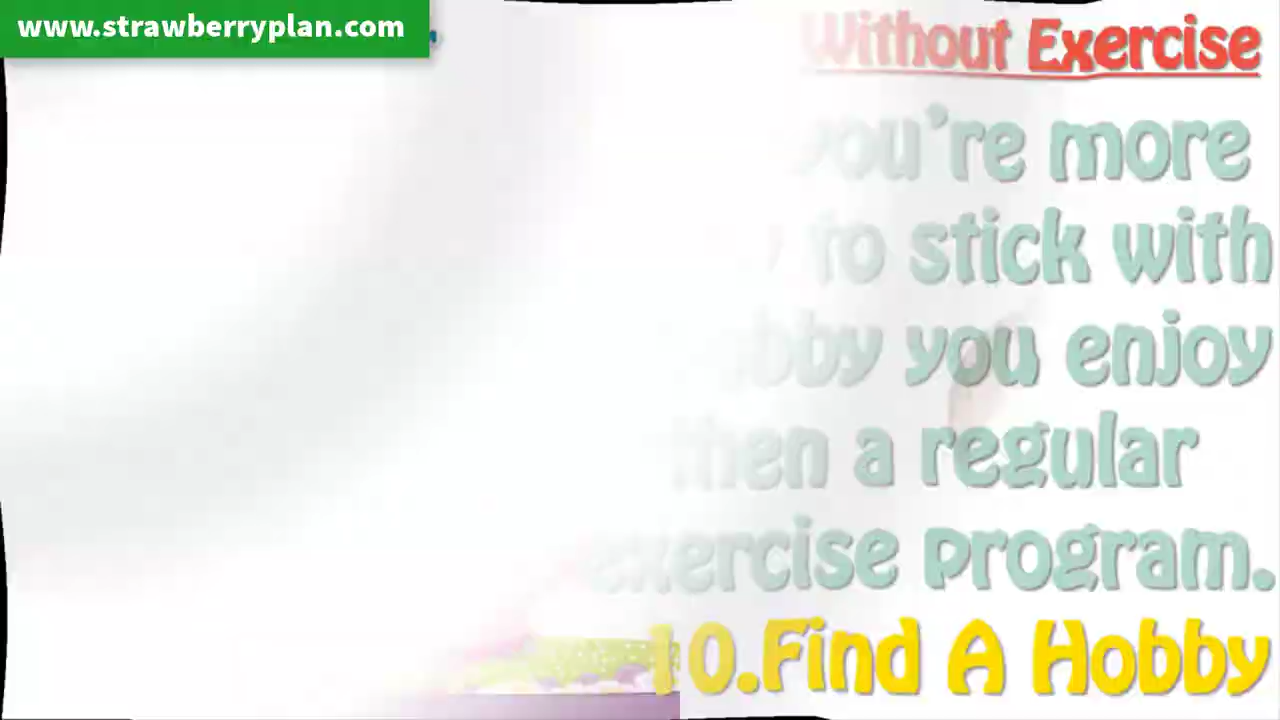 www.strawberryplan.com
Without Exercise
you're more
to stick with
you enjoy
then a regular
exercise program.
10.Find A Hobby